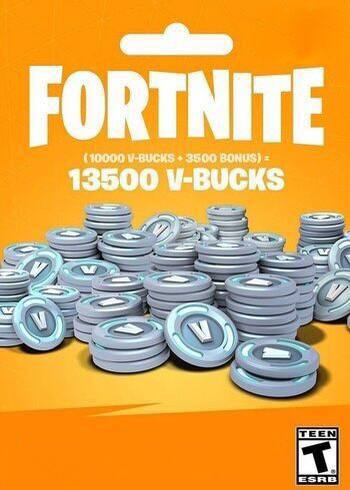 FORTNITE
(10000 V-BUCKS + 3500 BONUS) =
13500 V-BUCKS
TEEN
T
ESRB